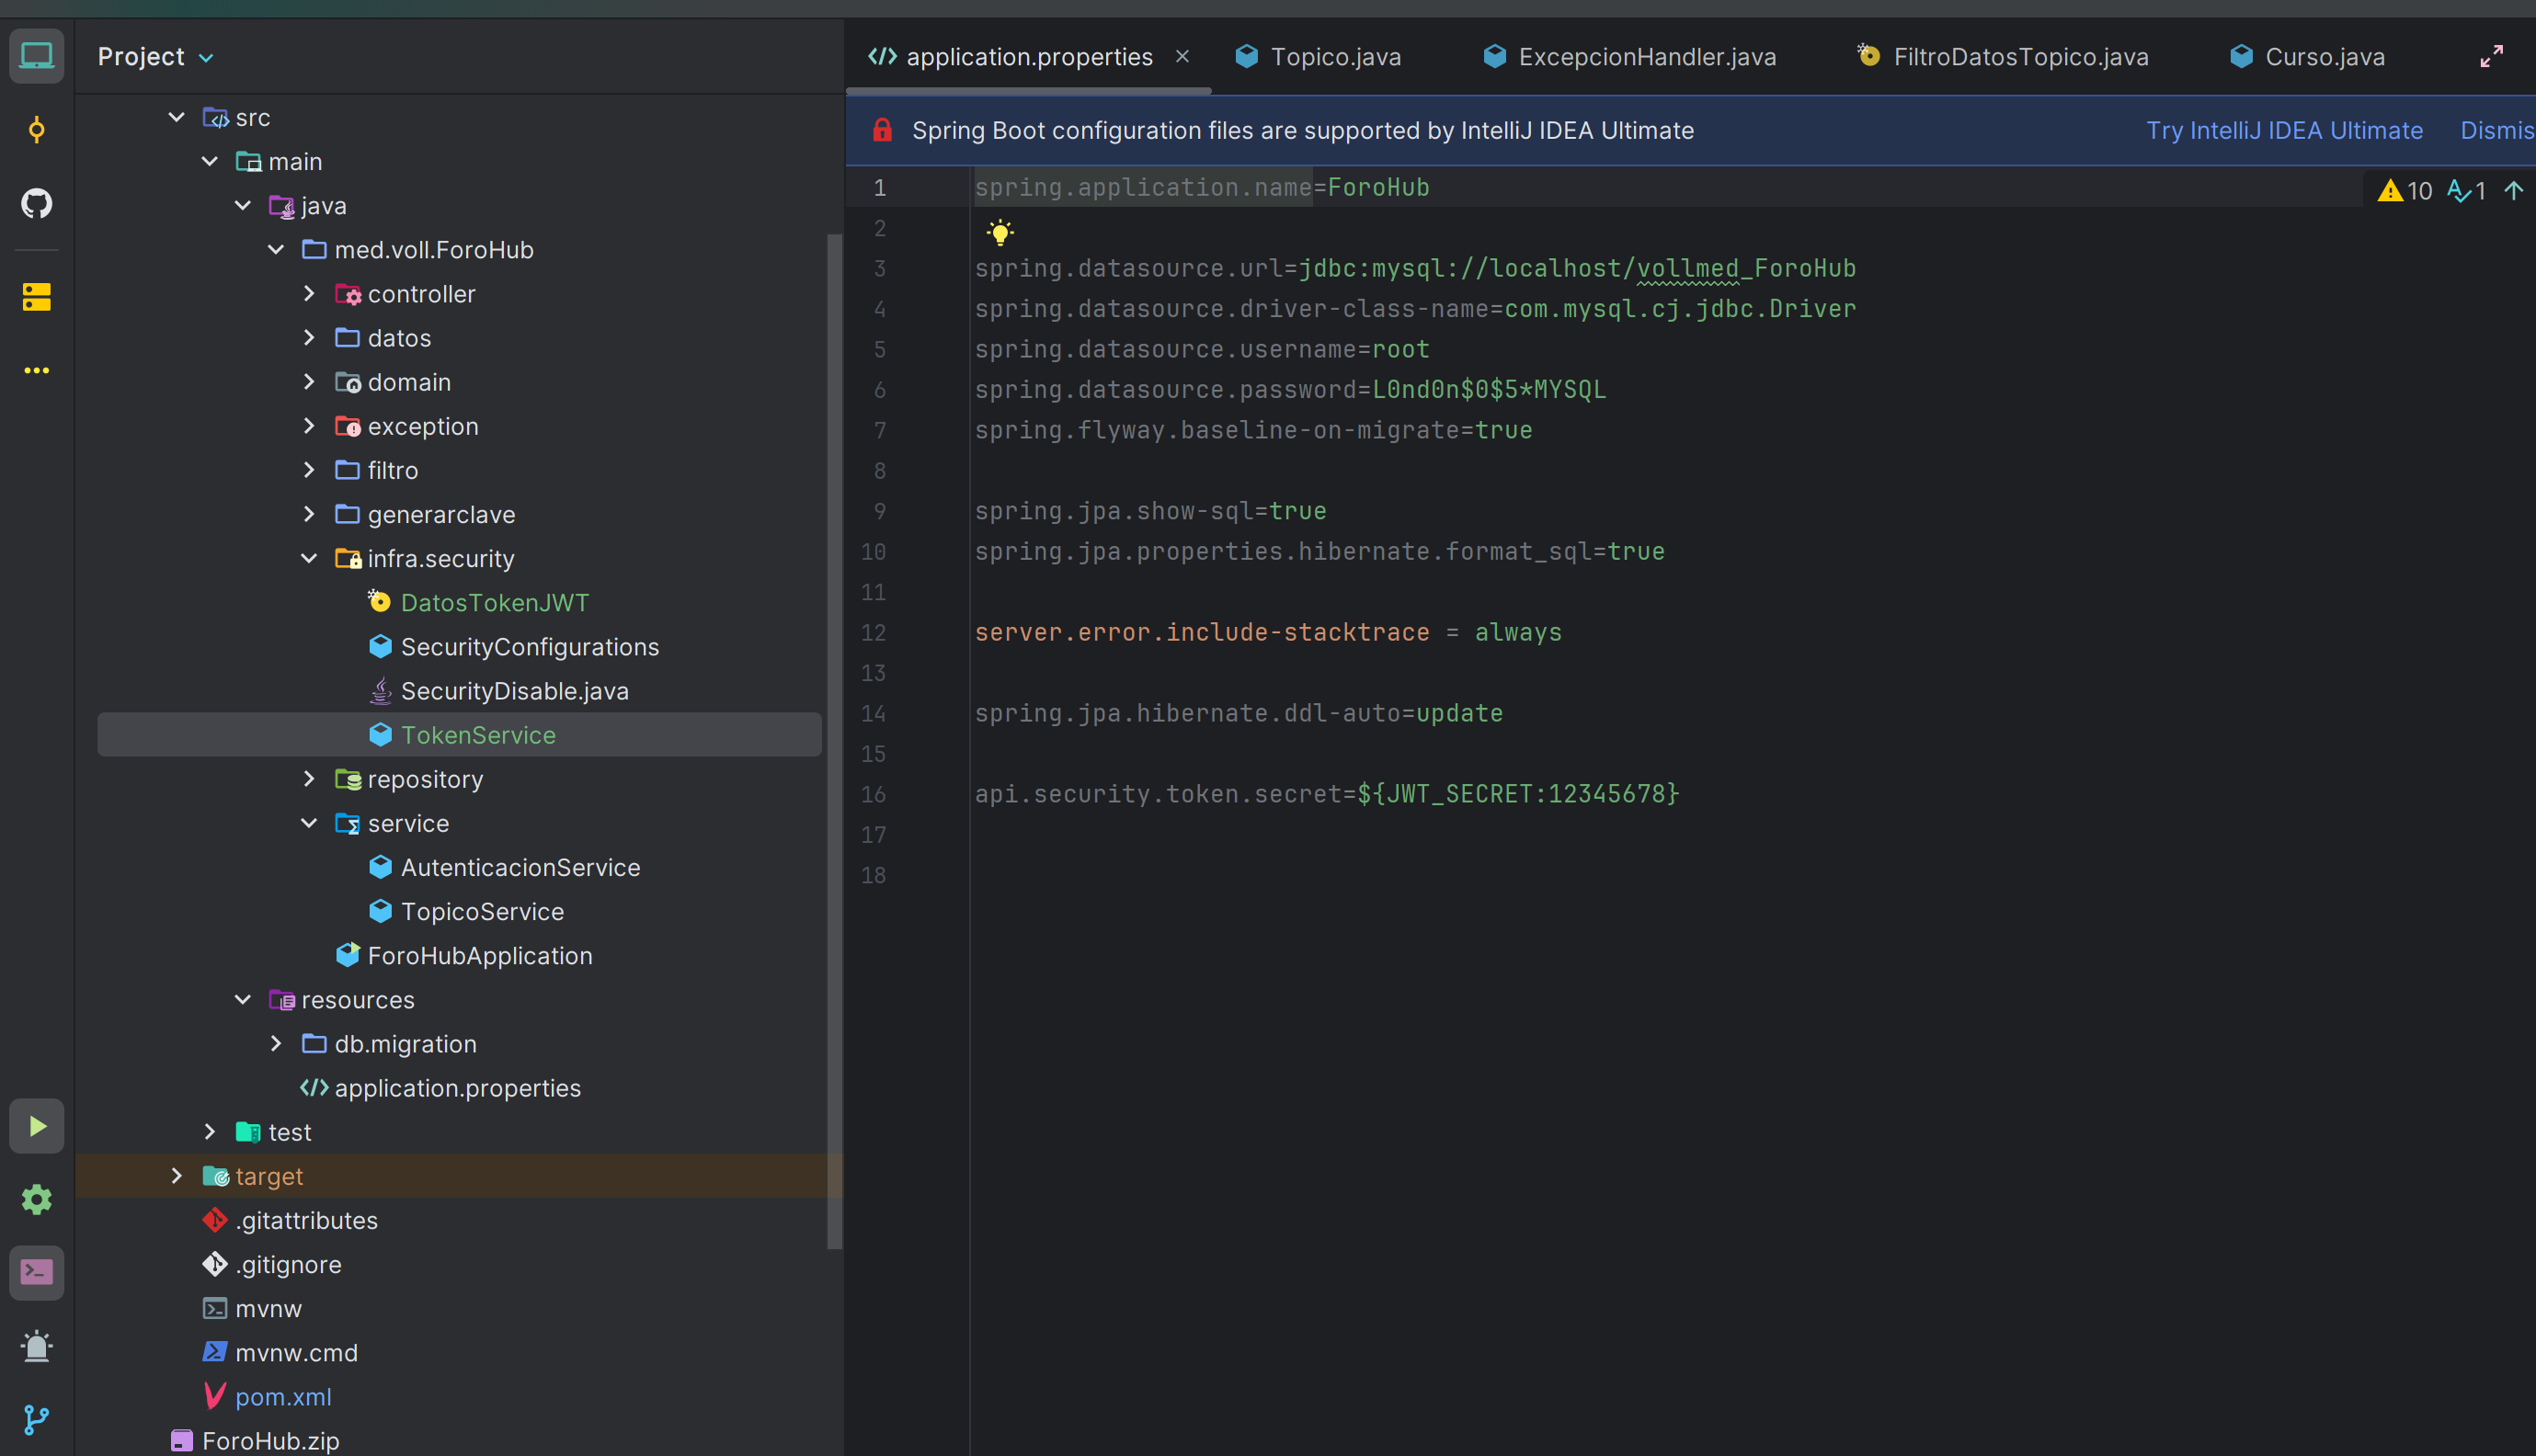 Project
src
main
java
med.voll.ForoHub
controller
datos
domain
exception
filtro
generarclave
infra.security
DatosTokenJWT
SecurityConfigurations
SecurityDisable.java
TokenService
repository
service
AutenticacionService
TopicoService
ForoHubApplication
resources
db.migration
application.properties
test
target
.gitattributes
.gitignore
mvnw
mvnw.cmd
pom.xml
ForoHub.zip
application.properties Topico.java ExcepcionHandler.java FiltroDatosTopico.java Curso.java
Spring Boot configuration files are supported by IntelliJ IDEA Ultimate Try IntelliJ IDEA Ultimate Dismis
10 1
1 spring.application.name=ForoHub
2
3 spring.datasource.url=jdbc:mysql://localhost/vollmed_ForoHub
4 spring.datasource.driver-class-name=com.mysql.cj.jdbc.Driver
5 spring.datasource.username=root
6 spring.datasource.password=L0nd0n$0$5*MYSQL
7 spring.flyway.baseline-on-migrate=true
8
9 spring.jpa.show-sql=true
10 spring.jpa.properties.hibernate.format_sql=true
11
12 server.error.include-stacktrace = always
13
14 spring.jpa.hibernate.ddl-auto=update
15
16 api.security.token.secret=${JWT_SECRET:12345678}
17
18